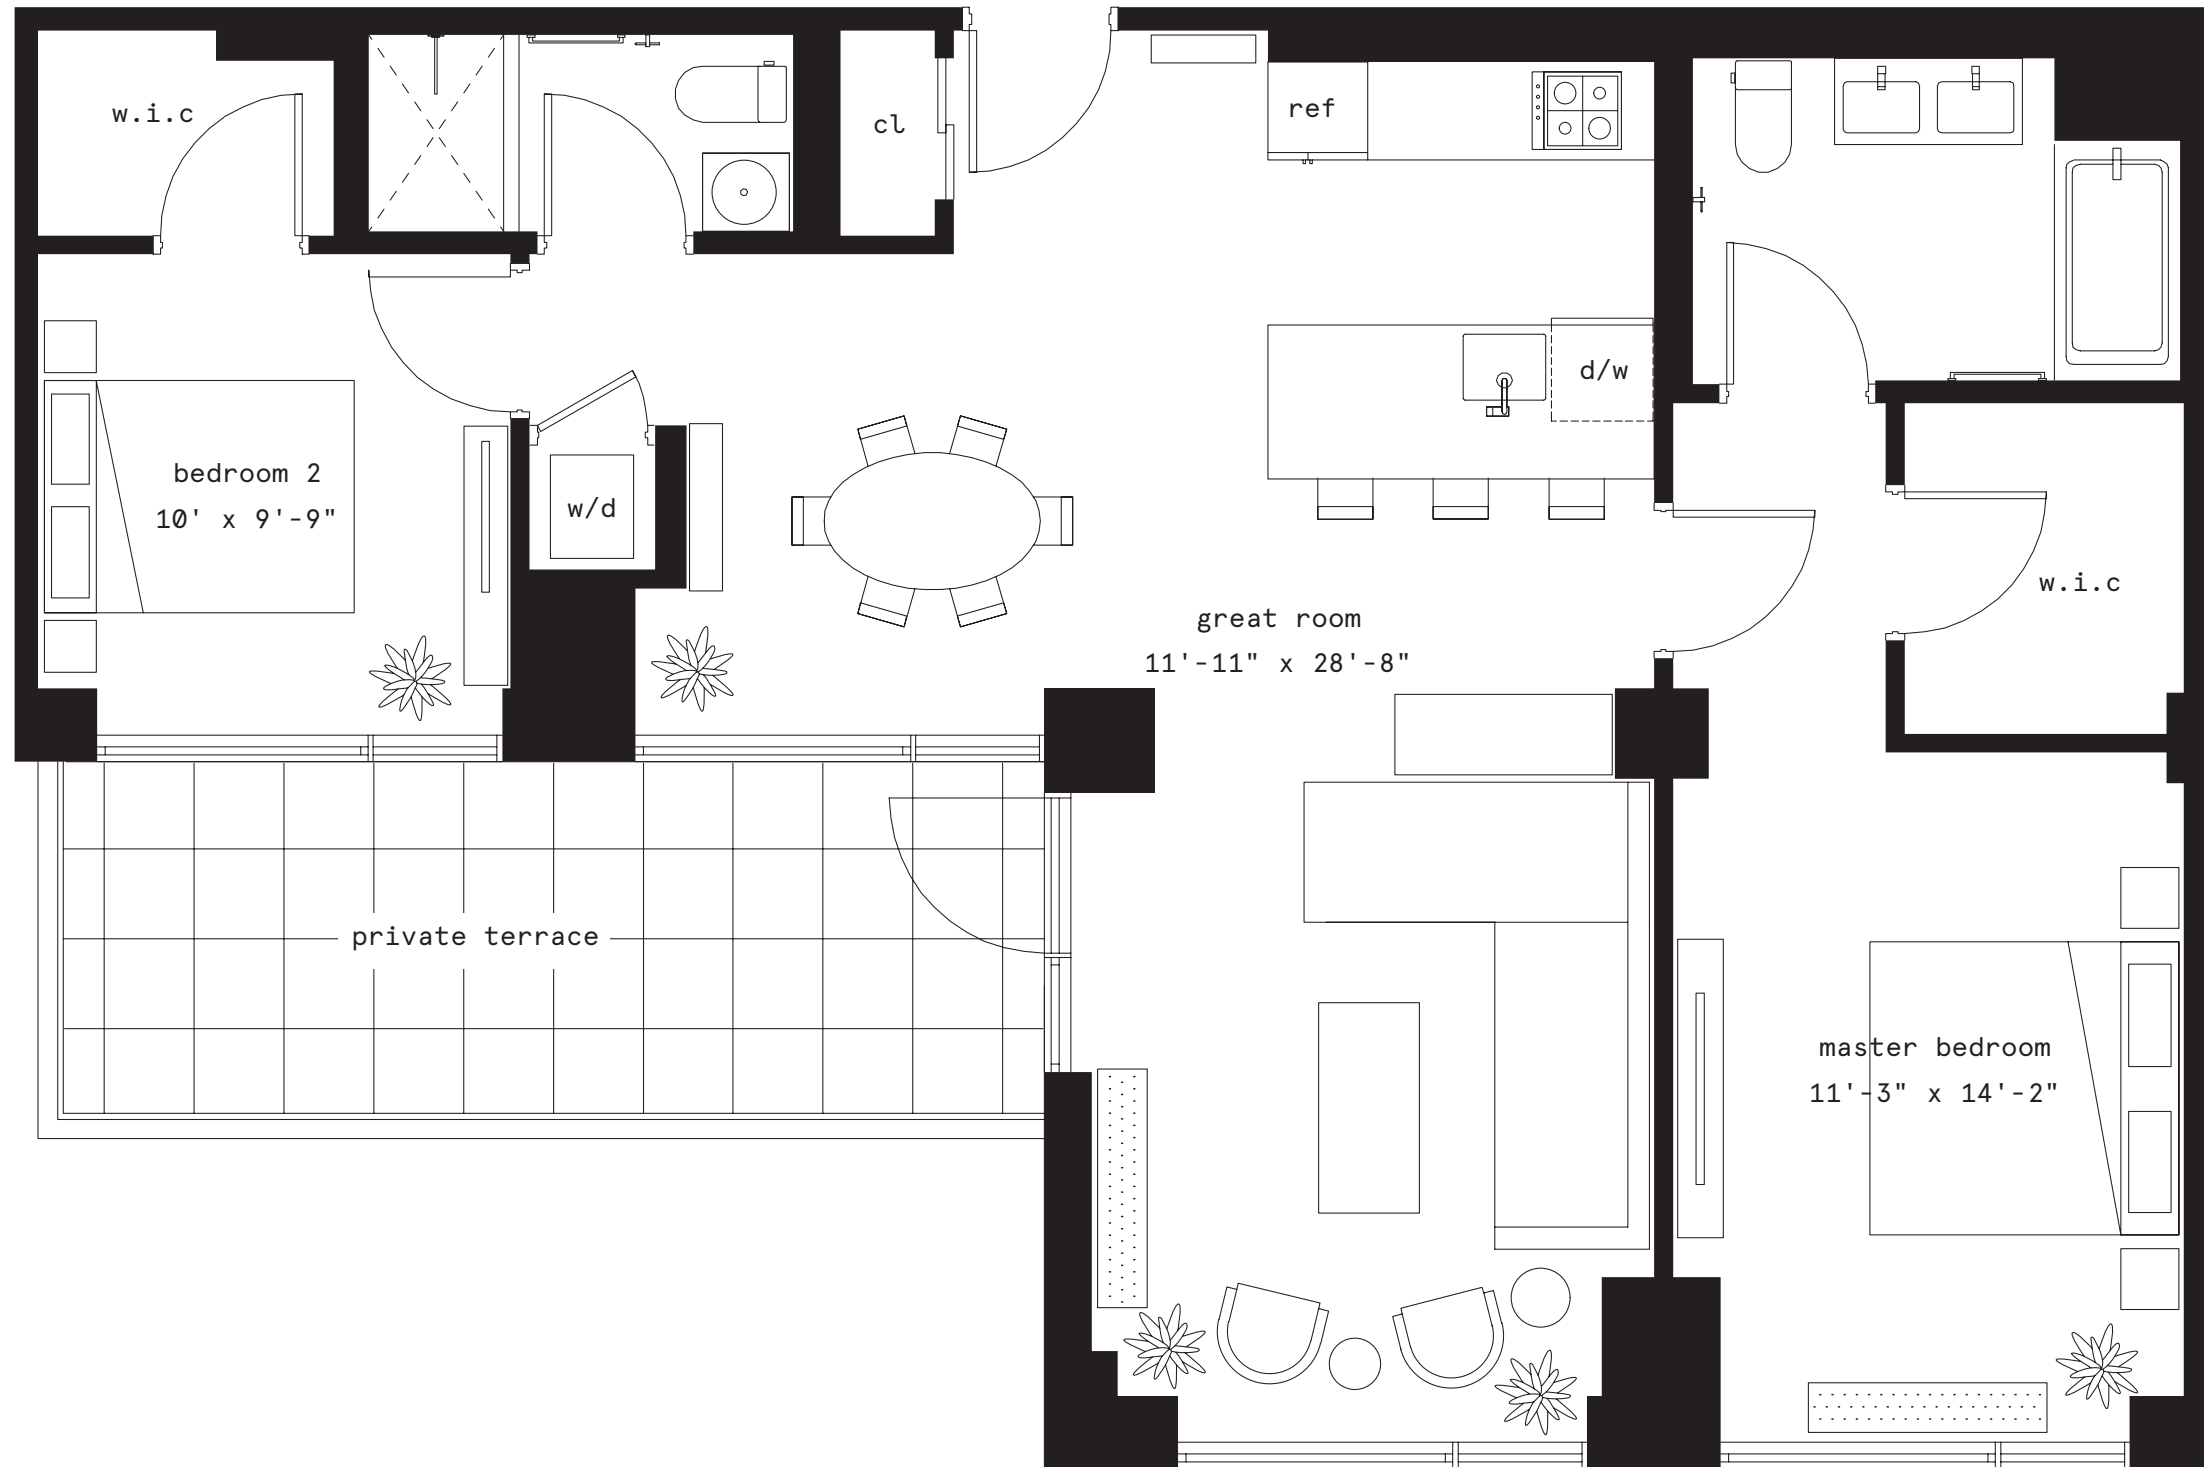 w.i.c
cl
ref
d/w
bedroom 2
10' x 9'-9"
w/d
w.i.c
great room
11'-11" x 28'-8"
private terrace
master bedroom
11'-3" x 14'-2"